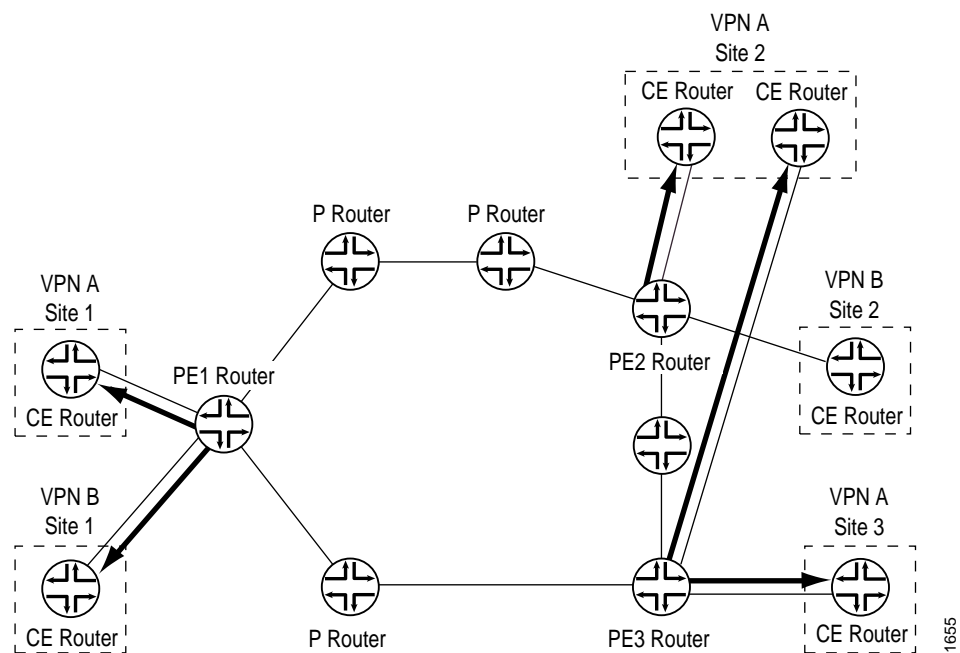 VPN A
Site 2
CE Router
CE Router
P Router
P Router
VPN A
Site 1
VPN B
Site 2
PE1 Router
PE2 Router
CE Router
CE Router
VPN B
Site 1
VPN A
Site 3
CE Router
P Router
PE3 Router
CE Router
1655